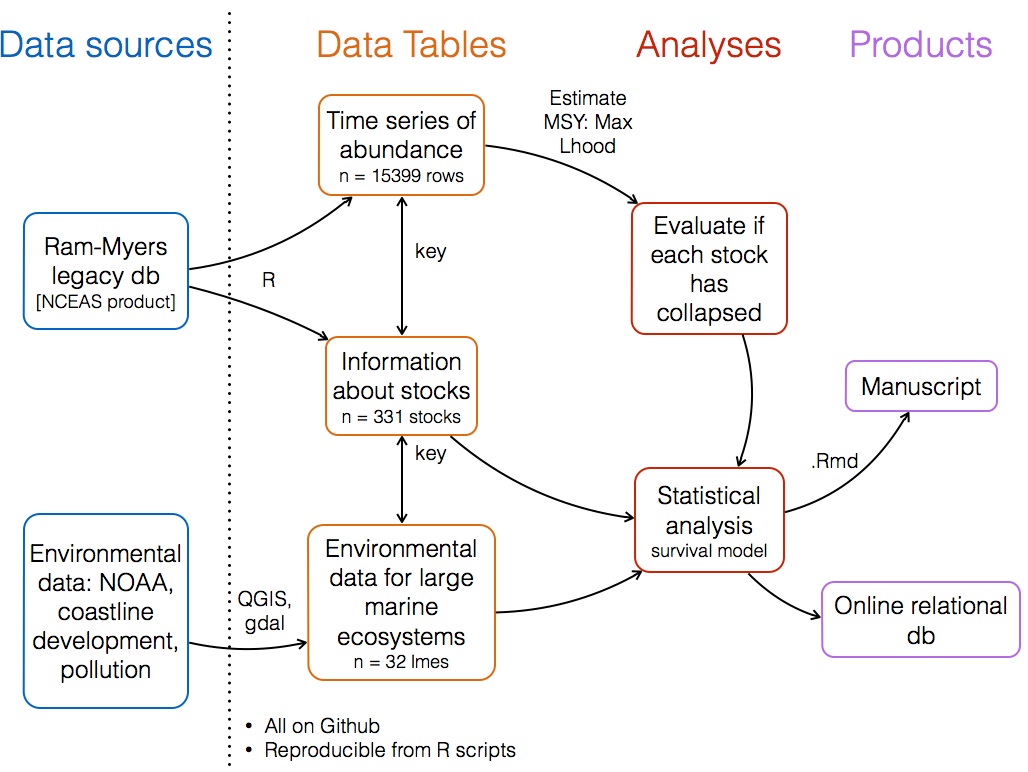 Data sources
Data Tables
Analyses
Products
Time series of
abundance
n = 15399 rows
Estimate
MSY: Max
Lhood
Ram-Myers
legacy db
[NCEAS product]
R
key
Evaluate if
each stock
has
collapsed
Information
about stocks
n = 331 stocks
key
Manuscript
.Rmd
Statistical
analysis
survival model
Environmental
data: NOAA,
coastline
development,
pollution
QGIS,
gdal
Environmental
data for large
marine
ecosystems
n = 32 lmes
Online relational
db
• All on Github
• Reproducible from R scripts